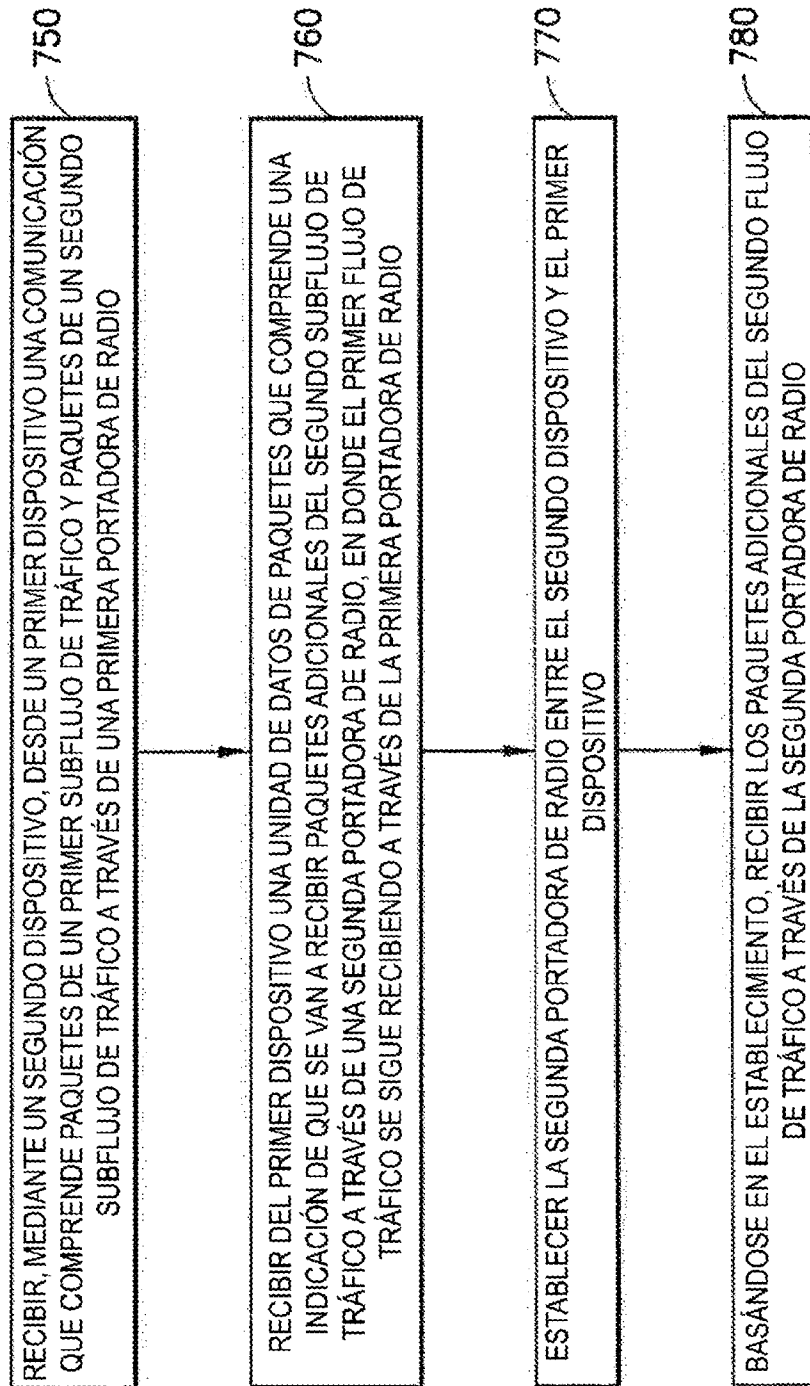 RECIBIR, MEDIANTE UN SEGUNDO DISPOSITIVO, DESDE UN PRIMER DISPOSITIVO UNA COMUNICACIÓN
QUE COMPRENDE PAQUETES DE UN PRIMER SUBFLUJO DE TRÁFICO Y PAQUETES DE UN SEGUNDO
SUBFLUJO DE TRÁFICO A TRAVÉS DE UNA PRIMERA PORTADORA DE RADIO
750
RECIBIR DEL PRIMER DISPOSITIVO UNA UNIDAD DE DATOS DE PAQUETES QUE COMPRENDE UNA
INDICACIÓN DE QUE SE VAN A RECIBIR PAQUETES ADICIONALES DEL SEGUNDO SUBFLUJO DE
TRÁFICO A TRAVÉS DE UNA SEGUNDA PORTADORA DE RADIO, EN DONDE EL PRIMER FLUJO DE
TRÁFICO SE SIGUE RECIBIENDO A TRAVÉS DE LA PRIMERA PORTADORA DE RADIO
760
ESTABLECER LA SEGUNDA PORTADORA DE RADIO ENTRE EL SEGUNDO DISPOSITIVO Y EL PRIMER
DISPOSITIVO
770
BASÁNDOSE EN EL ESTABLECIMIENTO, RECIBIR LOS PAQUETES ADICIONALES DEL SEGUNDO FLUJO
DE TRÁFICO A TRAVÉS DE LA SEGUNDA PORTADORA DE RADIO
780